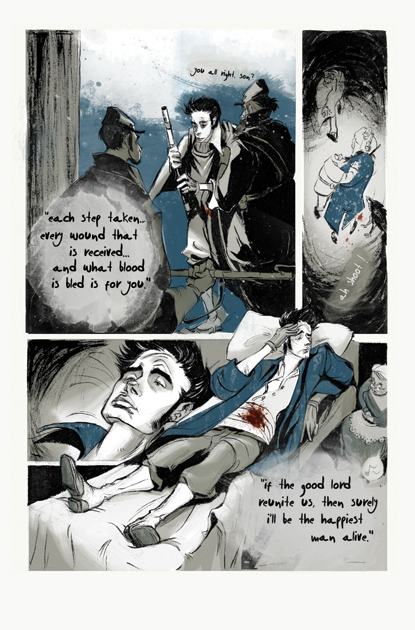 you all right, son?
"each step taken...
every wound that
is received...
and what blood
is bled is for you."
ah shoot!
"if the good lord
reunite us, then surely
i'll be the happiest
man alive."